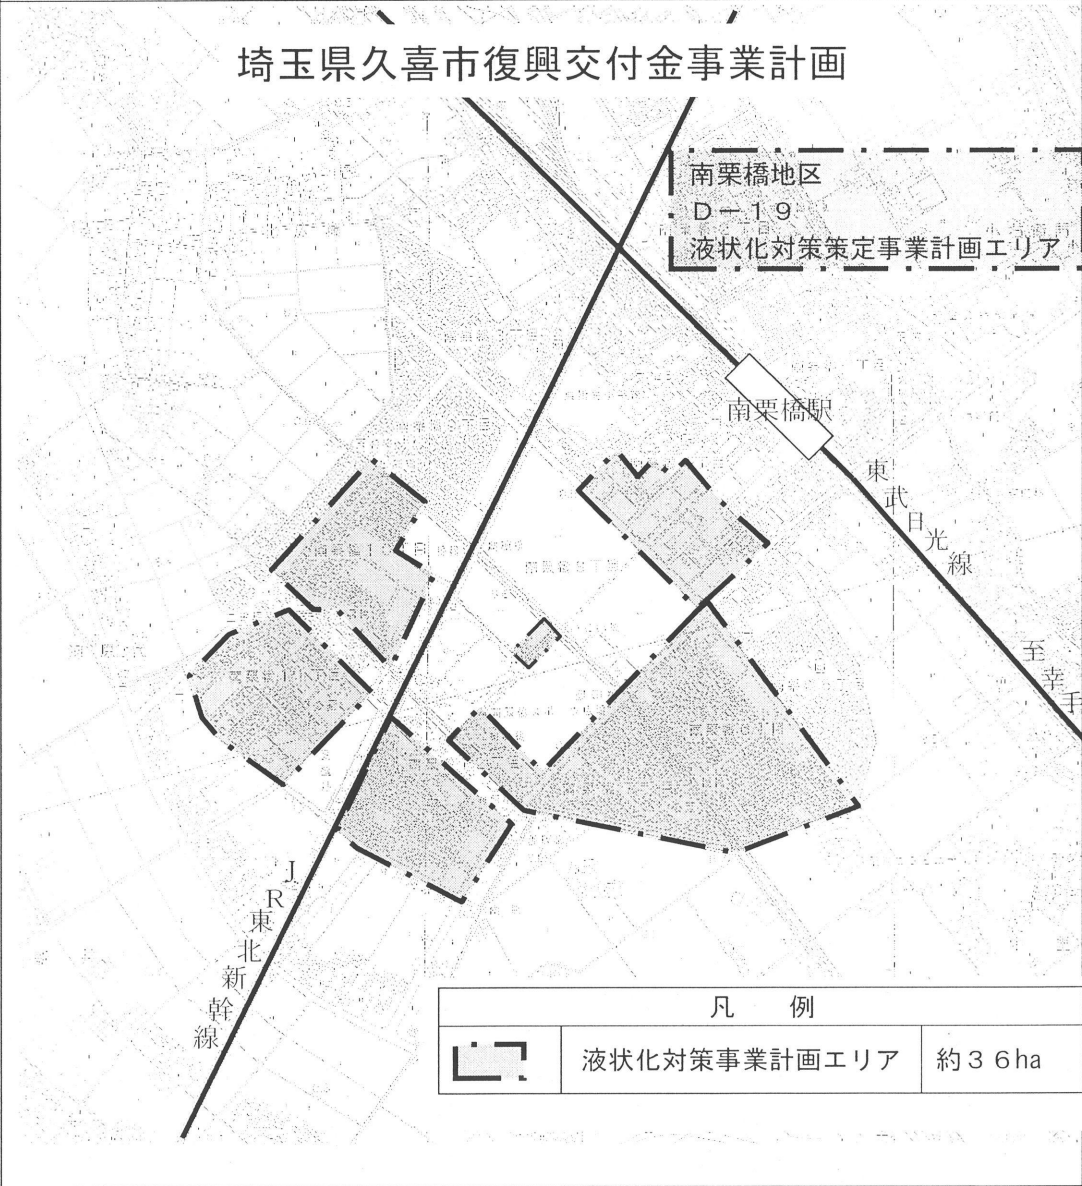 埼玉県久喜市復興交付金事業計画
南栗橋地区
D－19
液状化対策策定事業計画エリア
南栗橋駅
東武日光線
至幸手
JR東北新幹線
凡　例
液状化対策事業計画エリア
約36ha